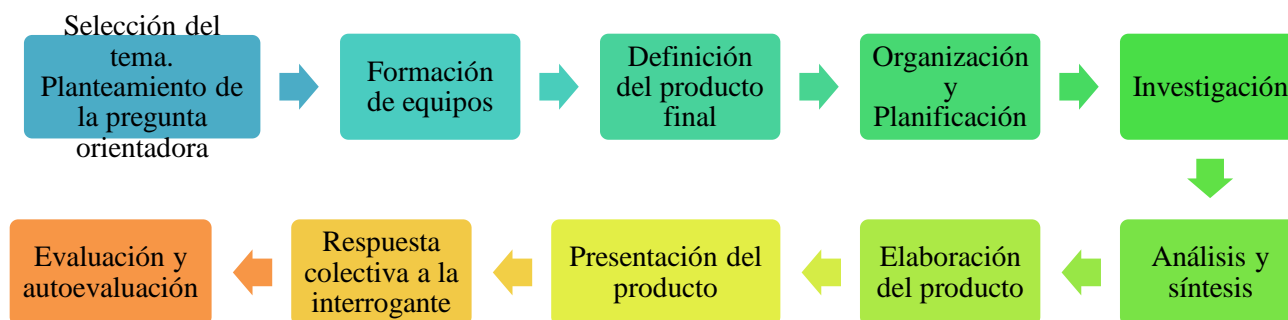 Selección del
tema.
Planteamiento de
la pregunta
orientadora
Formación
de equipos
Definición
del producto
final
Organización
y
Planificación
Investigación
Análisis y
síntesis
Elaboración
del producto
Presentación del
producto
Respuesta
colectiva a la
interrogante
Evaluación y
autoevaluación